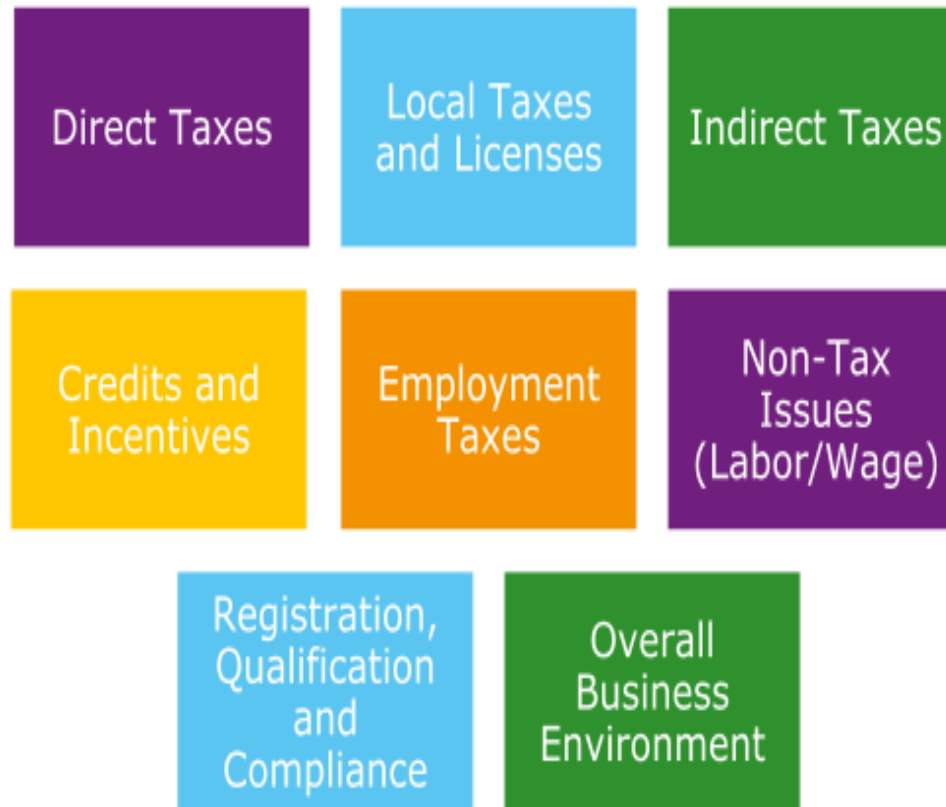 Direct Taxes
Local Taxes
and Licenses
Indirect Taxes
Credits and
Incentives
Employment
Taxes
Non-Tax
Issues
(Labor/Wage)
Registration,
Qualification
and
Compliance
Overall
Business
Environment